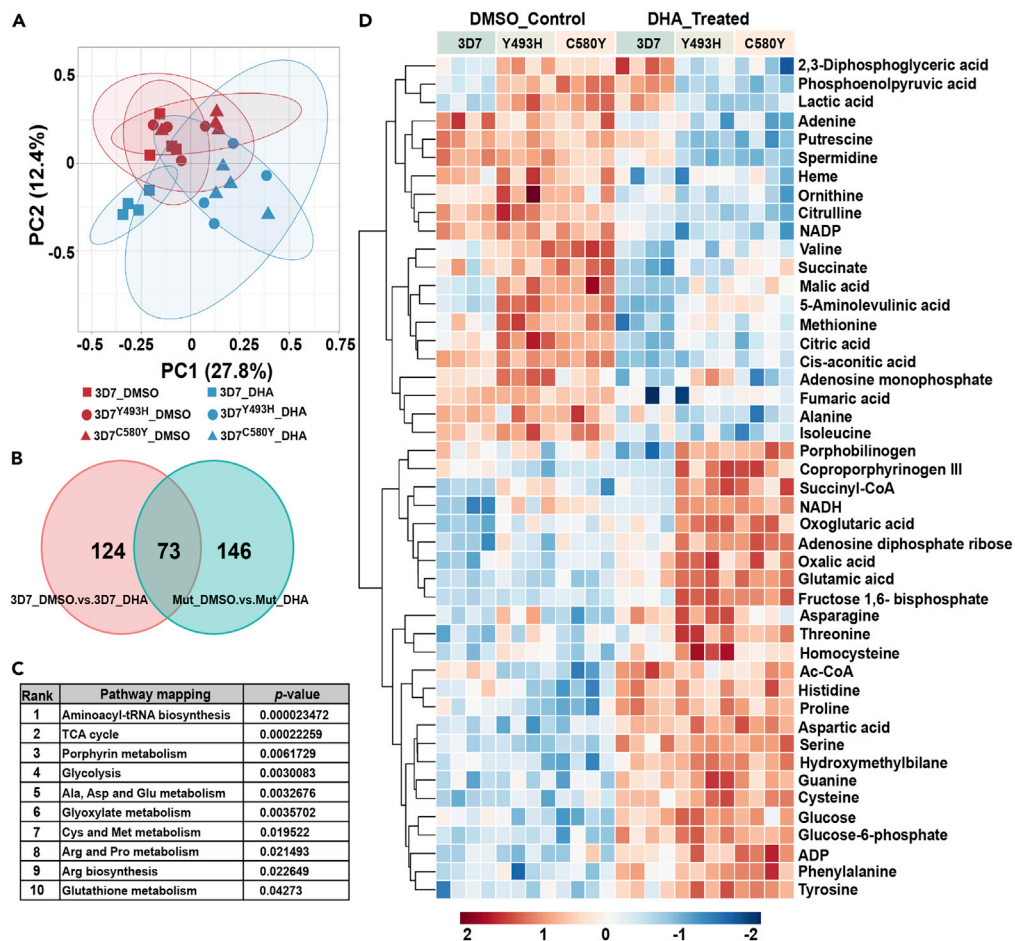 A
0.5
0
-0.5
PC2 (12.4%)
-0.5 -0.25 0 0.25 0.5 0.75
PC1 (27.8%)
3D7_DMSO 3D7_DHA
3D7Y493H_DMSO 3D7Y493H_DHA
3D7C580Y_DMSO 3D7C580Y_DHA
B
124 73 146
3D7_DMSO.vs.3D7_DHA Mut_DMSO.vs.Mut_DHA
C
Rank Pathway mapping p-value
1 Aminoacyl-tRNA biosynthesis 0.000023472
2 TCA cycle 0.00022259
3 Porphyrin metabolism 0.0061729
4 Glycolysis 0.0030083
5 Ala, Asp and Glu metabolism 0.0032676
6 Glyoxylate metabolism 0.0035702
7 Cys and Met metabolism 0.019522
8 Arg and Pro metabolism 0.021493
9 Arg biosynthesis 0.022649
10 Glutathione metabolism 0.04273
D
DMSO_Control DHA_Treated
3D7 Y493H C580Y 3D7 Y493H C580Y
2,3-Diphosphoglyceric acid
Phosphoenolpyruvic acid
Lactic acid
Adenine
Putrescine
Spermidine
Heme
Ornithine
Citrulline
NADP
Valine
Succinate
Malic acid
5-Aminolevulinic acid
Methionine
Citric acid
Cis-aconitic acid
Adenosine monophosphate
Fumaric acid
Alanine
Isoleucine
Porphobilinogen
Coproporphyrinogen III
Succinyl-CoA
NADH
Oxoglutaric acid
Adenosine diphosphate ribose
Oxalic acid
Glutamic acid
Fructose 1,6- bisphosphate
Asparagine
Threonine
Homocysteine
Ac-CoA
Histidine
Proline
Aspartic acid
Serine
Hydroxymethylbilane
Guanine
Cysteine
Glucose
Glucose-6-phosphate
ADP
Phenylalanine
Tyrosine
2 1 0 -1 -2